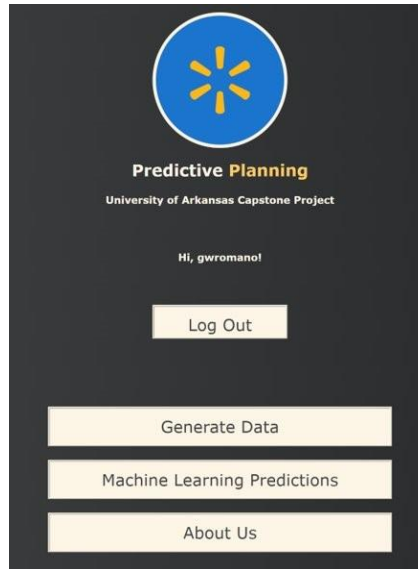 Predictive Planning
University of Arkansas Capstone Project
Hi, gwromano!
Log Out
Generate Data
Machine Learning Predictions
About Us